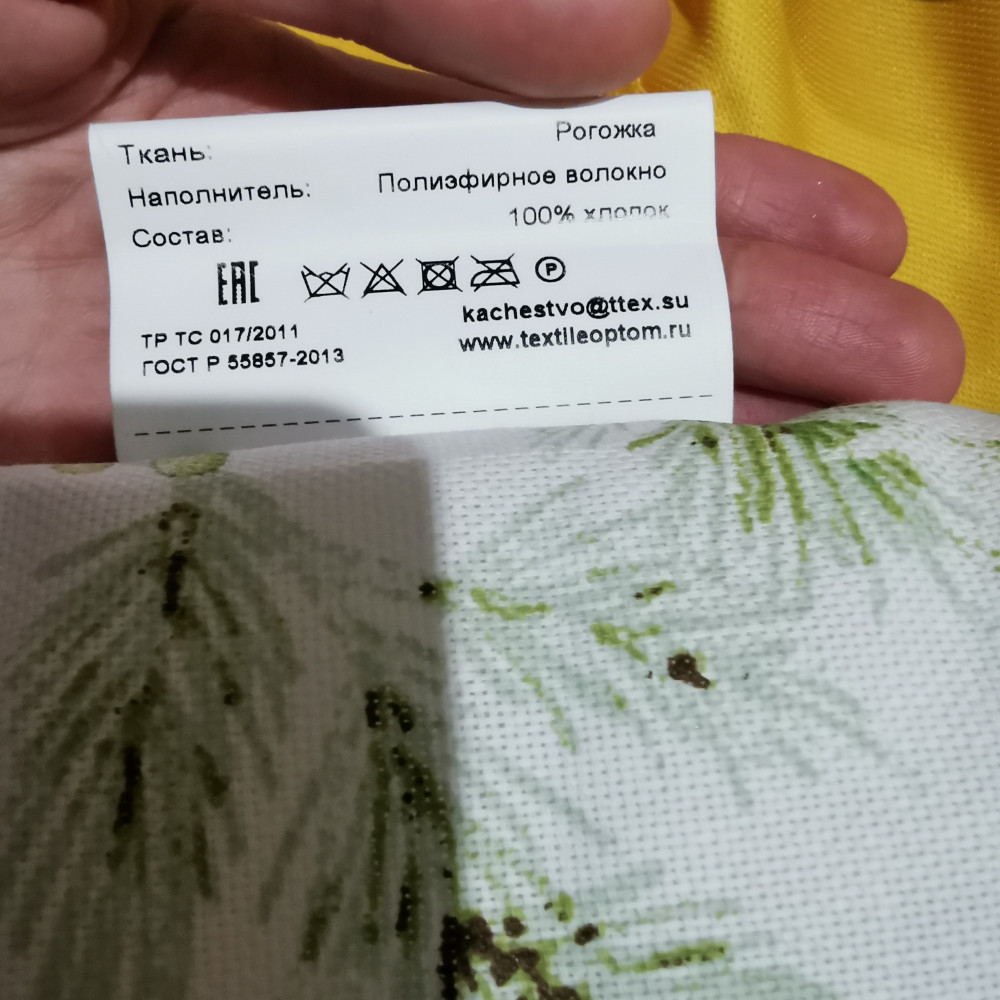 Ткань: Рогожка
Наполнитель: Полиэфирное волокно
Состав: 100% хлопок
EAC P
ТР ТС 017/2011 kachestvo@ttex.su
ГОСТ Р 55857-2013 www.textileoptom.ru